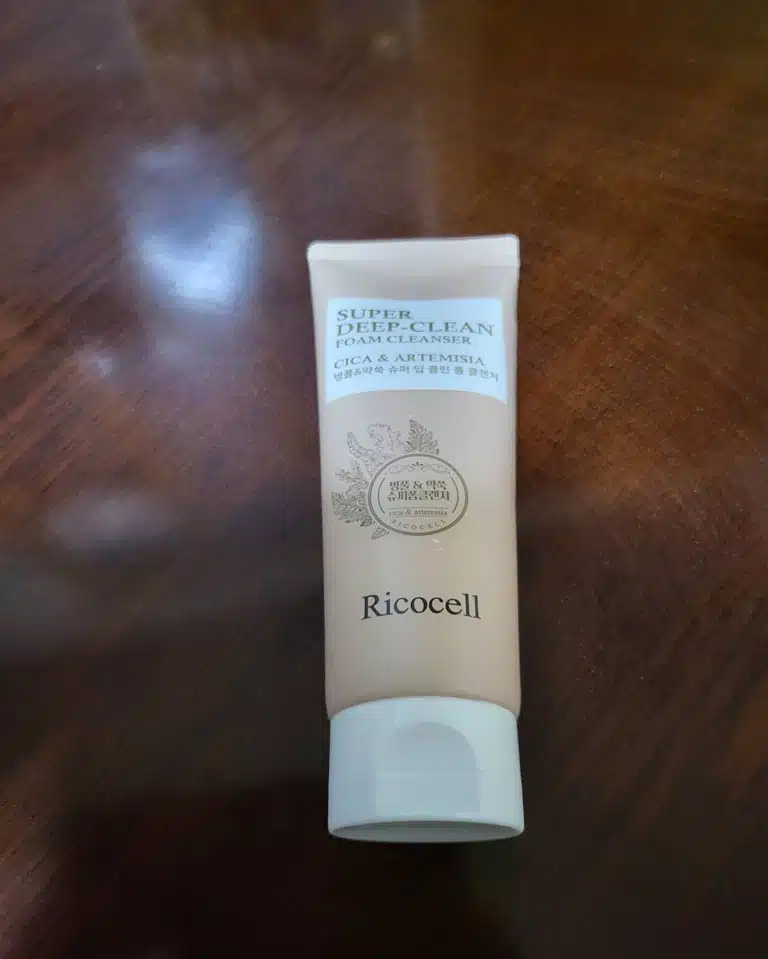 SUPER
DEEP-CLEAN
FOAM CLEANSER
CICA & ARTEMISIA
병풀&약쑥 슈퍼 딥 클린 폼 클렌저
병풀 & 약쑥
슈퍼폼클렌저
cica & artemisia
RICOCELL
Ricocell